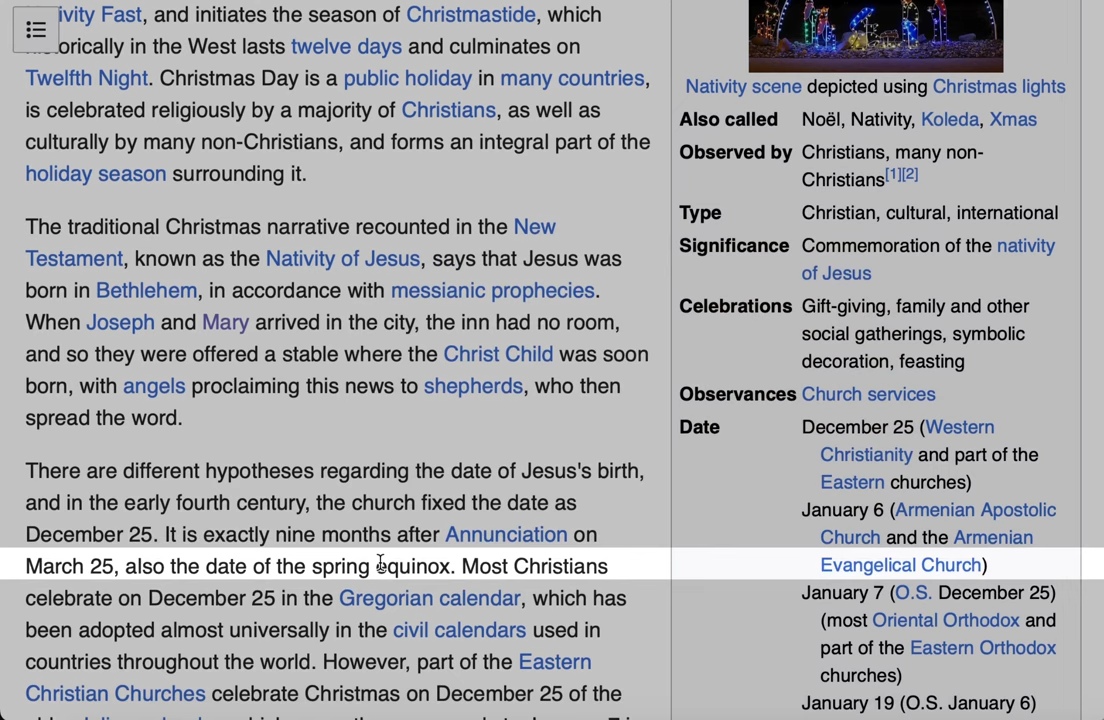 ivity Fast, and initiates the season of Christmastide, which
orically in the West lasts twelve days and culminates on
Twelfth Night. Christmas Day is a public holiday in many countries,
is celebrated religiously by a majority of Christians, as well as
culturally by many non-Christians, and forms an integral part of the
holiday season surrounding it.
The traditional Christmas narrative recounted in the New
Testament, known as the Nativity of Jesus, says that Jesus was
born in Bethlehem, in accordance with messianic prophecies.
When Joseph and Mary arrived in the city, the inn had no room,
and so they were offered a stable where the Christ Child was soon
born, with angels proclaiming this news to shepherds, who then
spread the word.
There are different hypotheses regarding the date of Jesus's birth,
and in the early fourth century, the church fixed the date as
December 25. It is exactly nine months after Annunciation on
March 25, also the date of the spring equinox. Most Christians
celebrate on December 25 in the Gregorian calendar, which has
been adopted almost universally in the civil calendars used in
countries throughout the world. However, part of the Eastern
Christian Churches celebrate Christmas on December 25 of the
Nativity scene depicted using Christmas lights
Also called Noël, Nativity, Koleda, Xmas
Observed by Christians, many non-
Christians[1][2]
Type Christian, cultural, international
Significance Commemoration of the nativity
of Jesus
Celebrations Gift-giving, family and other
social gatherings, symbolic
decoration, feasting
Observances Church services
Date December 25 (Western
Christianity and part of the
Eastern churches)
January 6 (Armenian Apostolic
Church and the Armenian
Evangelical Church)
January 7 (O.S. December 25)
(most Oriental Orthodox and
part of the Eastern Orthodox
churches)
January 19 (O.S. January 6)